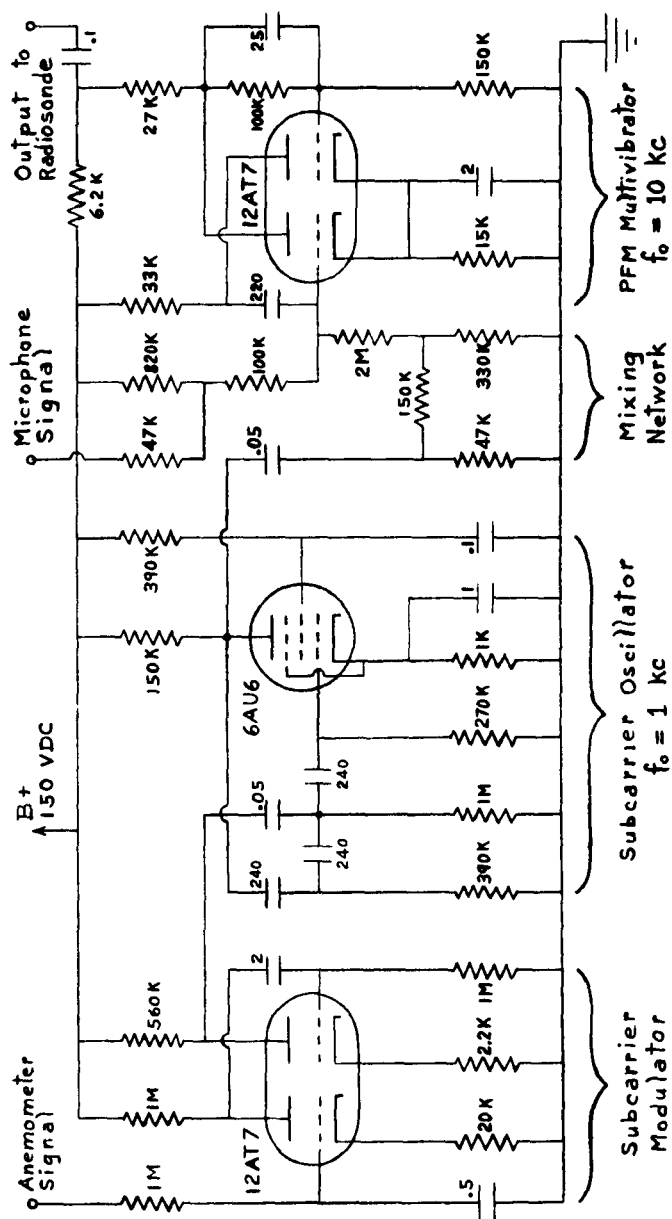 Anemometer
Signal
B+
150 VDC
Microphone
Signal
Output to
Radiosonde
.1
6.2K
1M
1M
560K
150K
390K
47K
820K
33K
27K
12AT7
2
240
.05
240
240
6AU6
.05
100K
220
12AT7
100K
25
2M
150K
.5
20K
2.2K
1M
390K
1M
270K
1K
1
.1
47K
330K
15K
2
150K
Subcarrier
Modulator
Subcarrier Oscillator
fo = 1 kc
Mixing
Network
PFM Multivibrator
fo = 10 kc